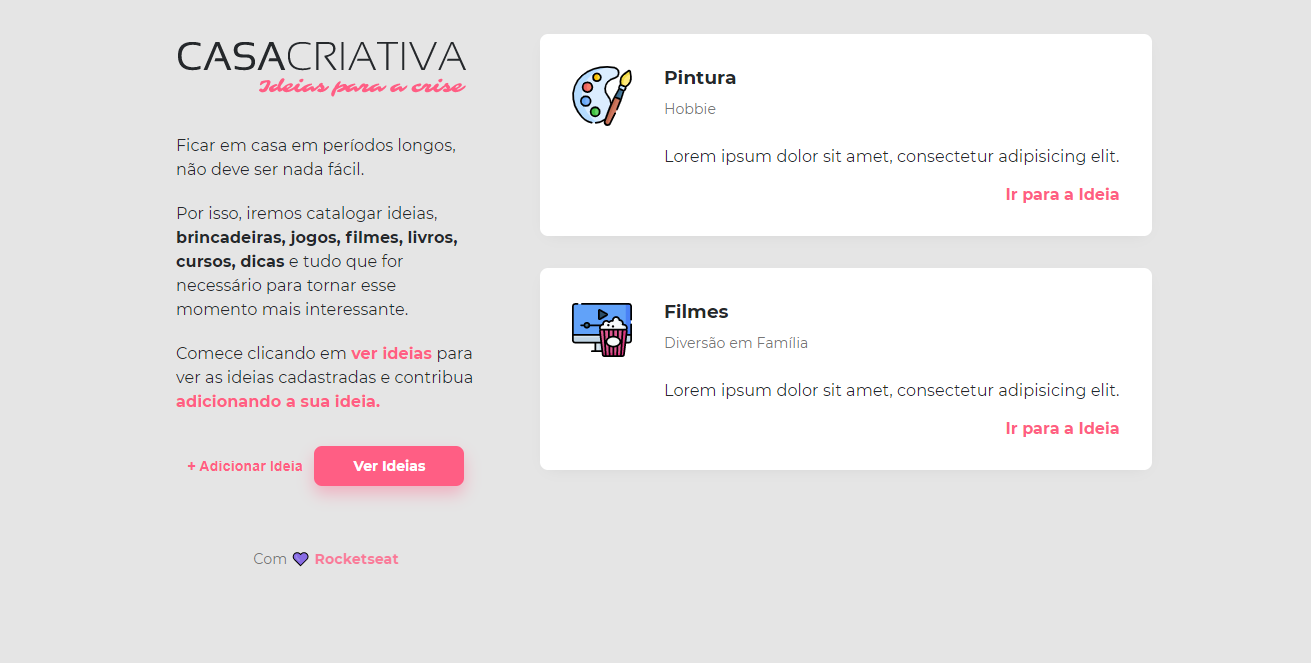 CASACRIATIVA
Ideias para a crise
Ficar em casa em períodos longos,
não deve ser nada fácil.
Por isso, iremos catalogar ideias,
brincadeiras, jogos, filmes, livros,
cursos, dicas e tudo que for
necessário para tornar esse
momento mais interessante.
Comece clicando em ver ideias para
ver as ideias cadastradas e contribua
adicionando a sua ideia.
+ Adicionar Ideia
Ver Ideias
Com 💜 Rocketseat
Pintura
Hobbie
Lorem ipsum dolor sit amet, consectetur adipisicing elit.
Ir para a Ideia
Filmes
Diversão em Família
Lorem ipsum dolor sit amet, consectetur adipisicing elit.
Ir para a Ideia